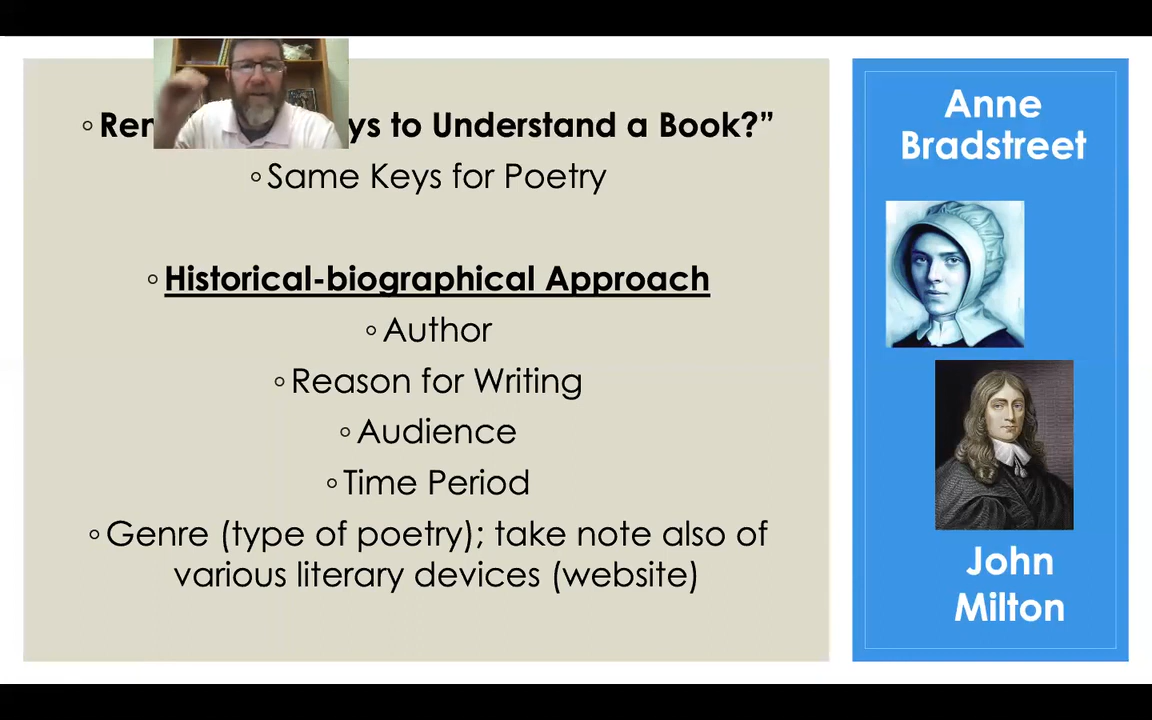 ◦Ren ys to Understand a Book?”
◦Same Keys for Poetry
◦Historical-biographical Approach
◦Author
◦Reason for Writing
◦Audience
◦Time Period
◦Genre (type of poetry); take note also of
various literary devices (website)
Anne
Bradstreet
John
Milton